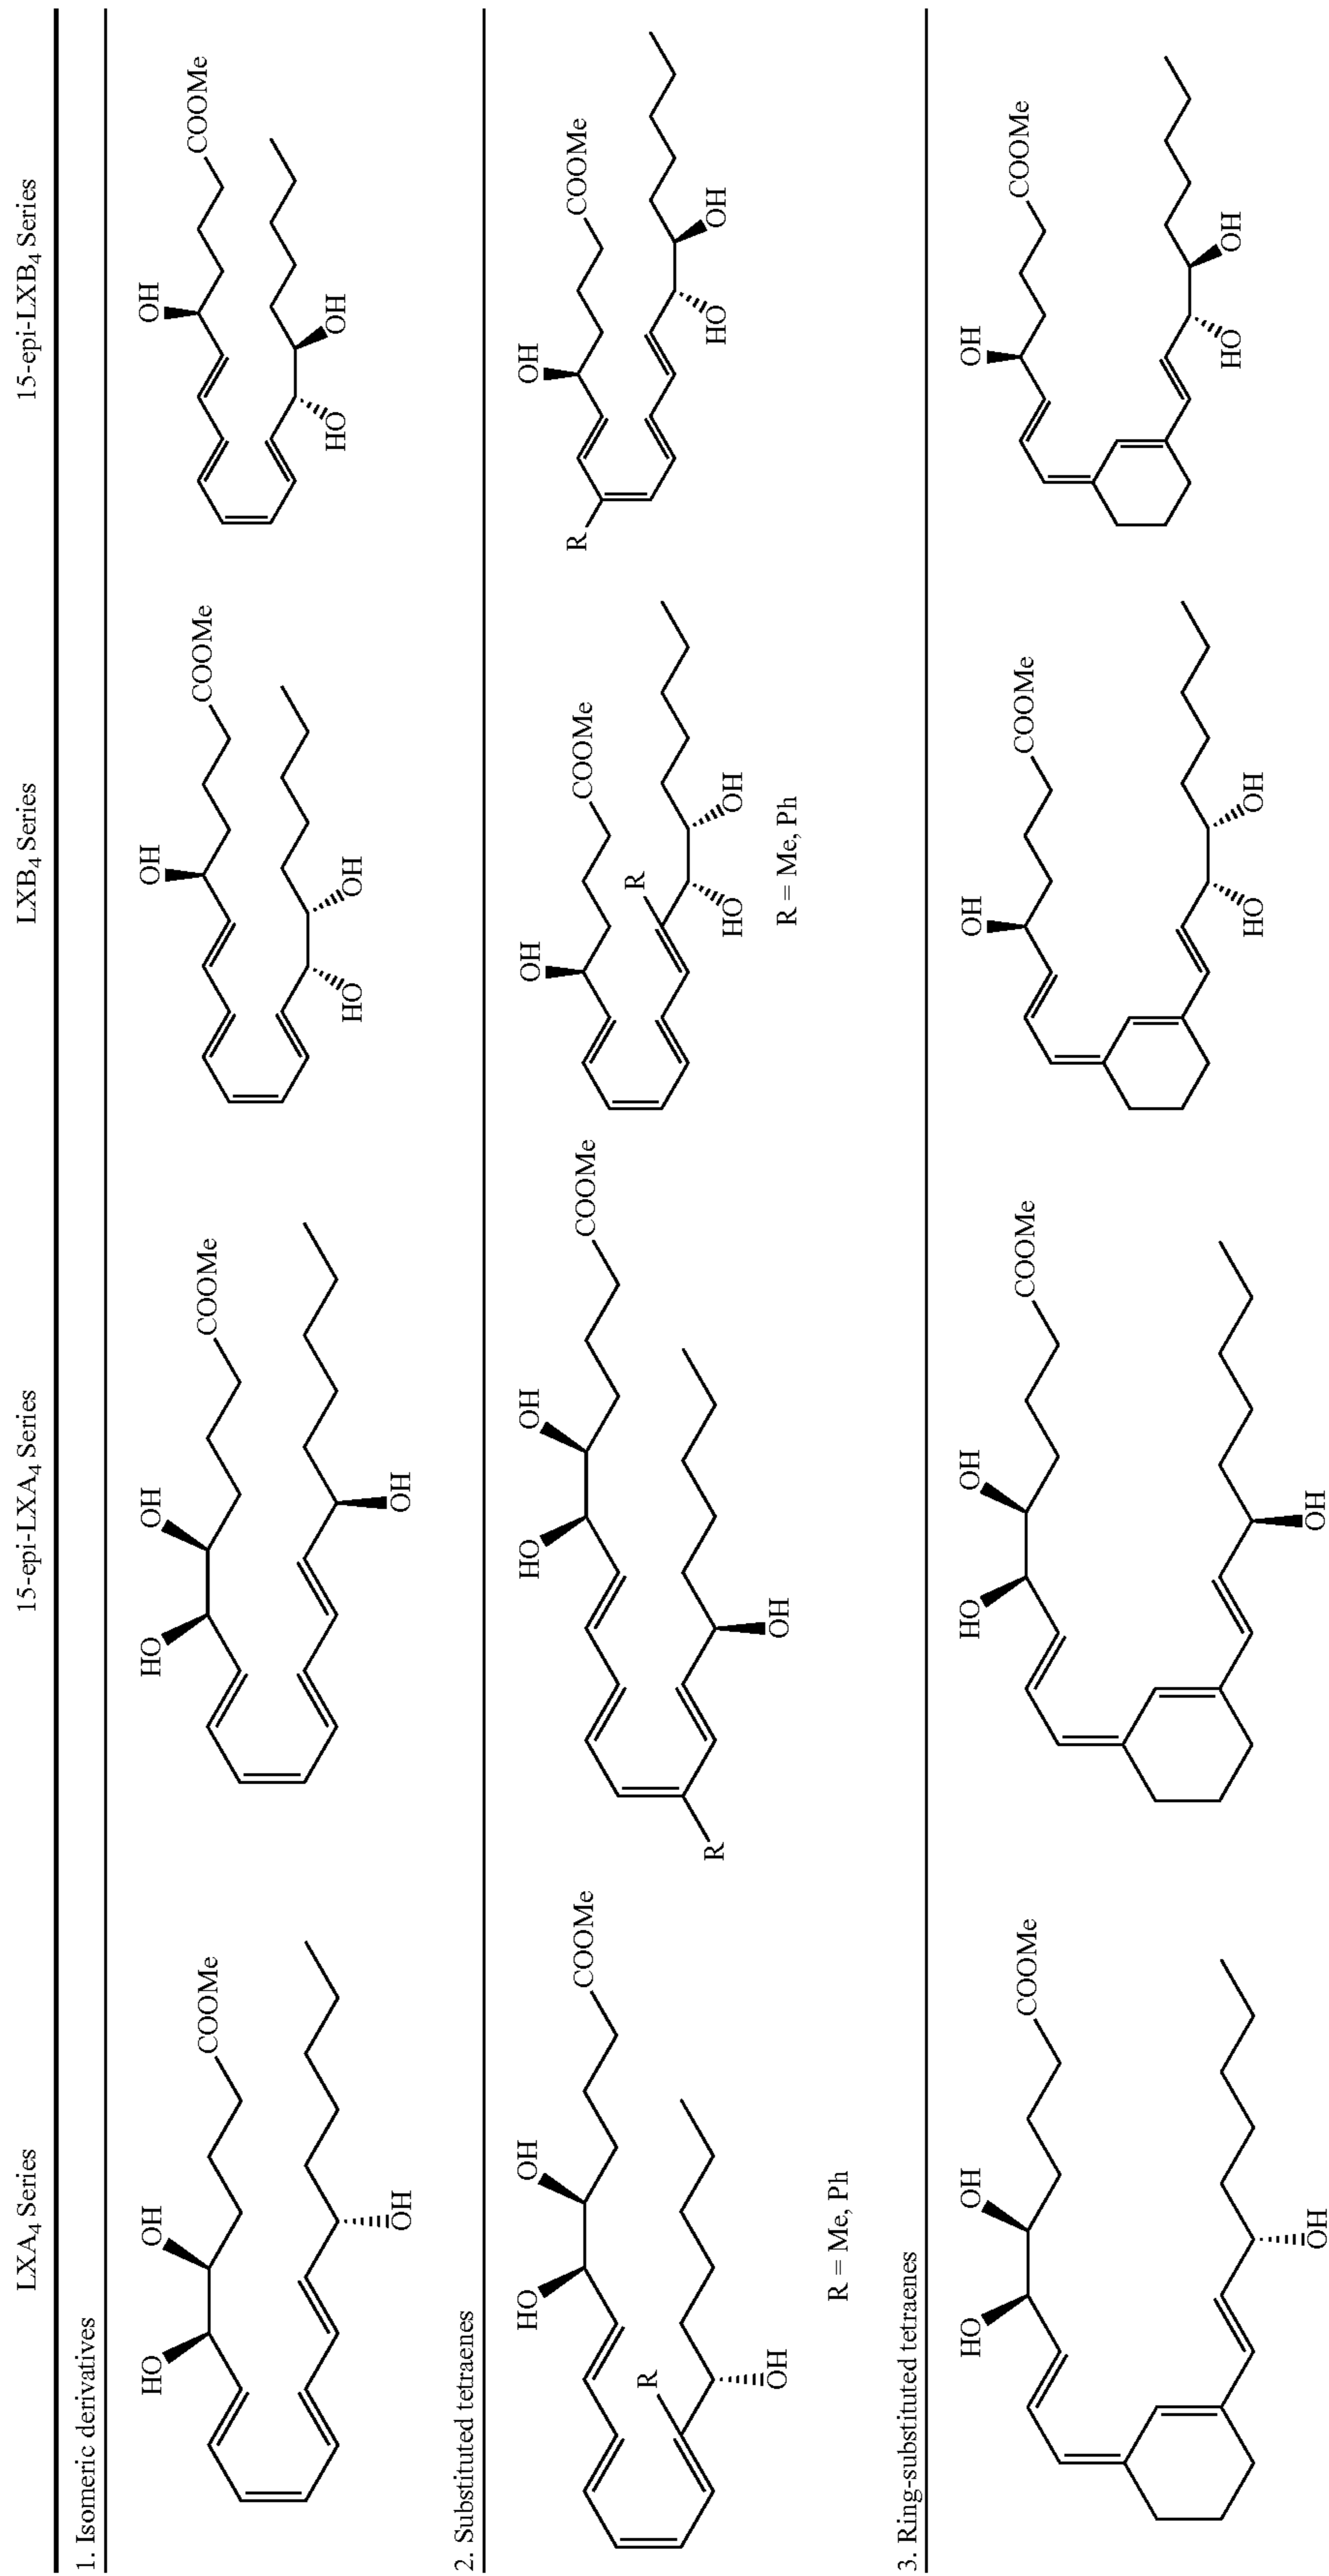 LXA4 Series 15-epi-LXA4 Series LXB4 Series 15-epi-LXB4 Series
1. Isomeric derivatives
HO OH COOMe OH
HO OH COOMe OH
OH COOMe HO OH
OH COOMe HO OH
2. Substituted tetraenes
HO OH COOMe R OH
R = Me, Ph
HO OH COOMe R OH
OH COOMe R HO OH
R = Me, Ph
OH COOMe R HO OH
3. Ring-substituted tetraenes
HO OH COOMe OH
HO OH COOMe OH
OH COOMe HO OH
OH COOMe HO OH